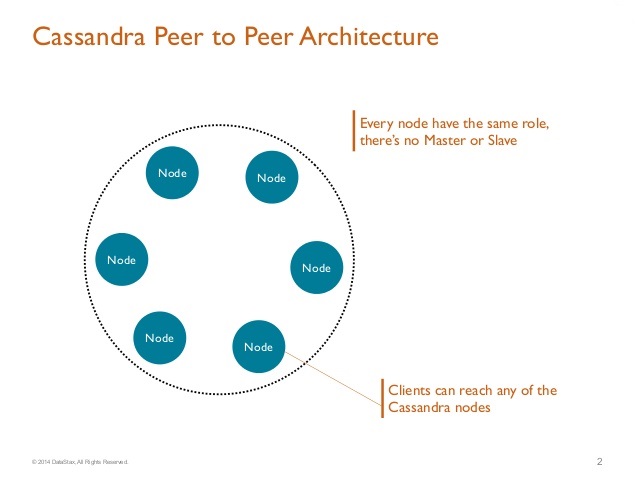 Cassandra Peer to Peer Architecture
Every node have the same role,
there's no Master or Slave
Node
Node
Node
Node
Node
Node
Clients can reach any of the
Cassandra nodes
© 2014 DataStax, All Rights Reserved.
2